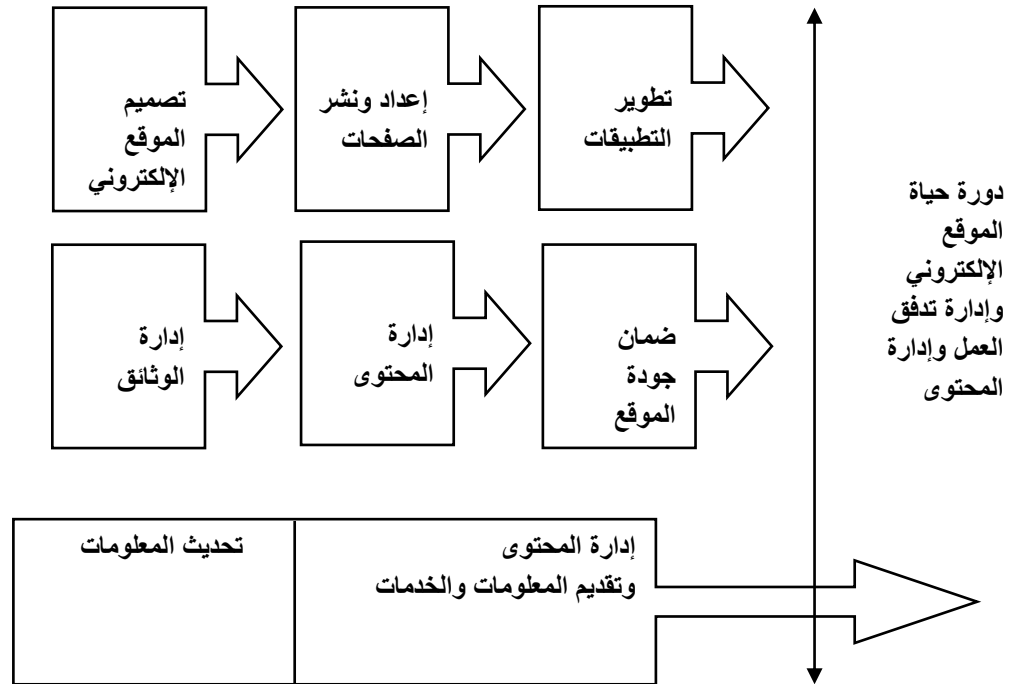 تصميم
الموقع
الإلكتروني
إعداد ونشر
الصفحات
تطوير
التطبيقات
إدارة
الوثائق
إدارة
المحتوى
ضمان
جودة
الموقع
تحديث المعلومات
إدارة المحتوى
وتقديم المعلومات والخدمات
دورة حياة
الموقع
الإلكتروني
وإدارة تدفق
العمل وإدارة
المحتوى